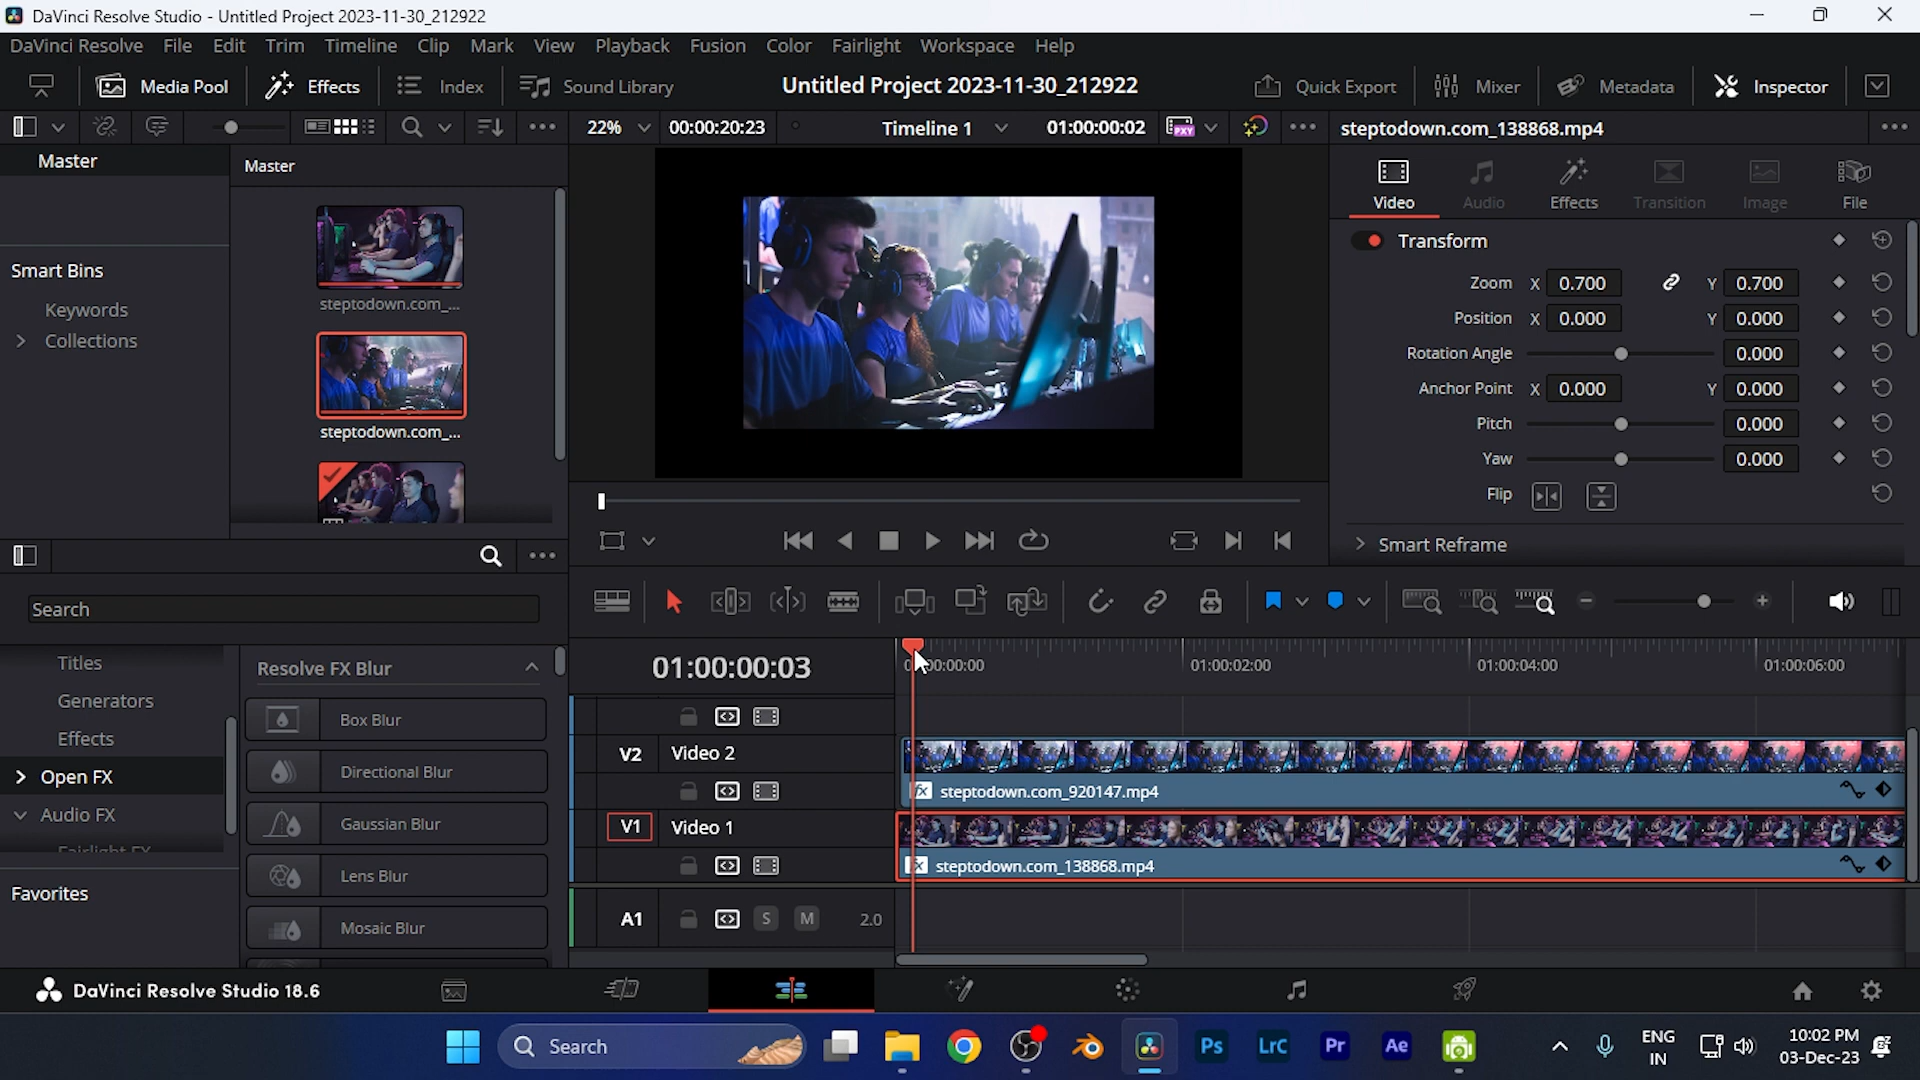 DaVinci Resolve Studio - Untitled Project 2023-11-30_212922
DaVinci Resolve File Edit Trim Timeline Clip Mark View Playback Fusion Color Fairlight Workspace Help
Media Pool Effects Index Sound Library Untitled Project 2023-11-30_212922 Quick Export Mixer Metadata Inspector
22% 00:00:20:23 Timeline 1 01:00:00:02 PXY steptodown.com_138868.mp4
Master
Master
steptodown.com_...
Smart Bins
Keywords
Collections
steptodown.com_...
Video Audio Effects Transition Image File
Transform
Zoom X 0.700 Y 0.700
Position X 0.000 Y 0.000
Rotation Angle 0.000
Anchor Point X 0.000 Y 0.000
Pitch 0.000
Yaw 0.000
Flip
Smart Reframe
Search
Titles
Generators
Effects
Open FX
Audio FX
Fairlight FX
Favorites
Resolve FX Blur
Box Blur
Directional Blur
Gaussian Blur
Lens Blur
Mosaic Blur
01:00:00:03
01:00:02:00 01:00:04:00 01:00:06:00
V2 Video 2
fx steptodown.com_920147.mp4
V1 Video 1
steptodown.com_138868.mp4
A1 S M 2.0
DaVinci Resolve Studio 18.6
Search
Ps LrC Pr Ae
ENG
IN
10:02 PM
03-Dec-23